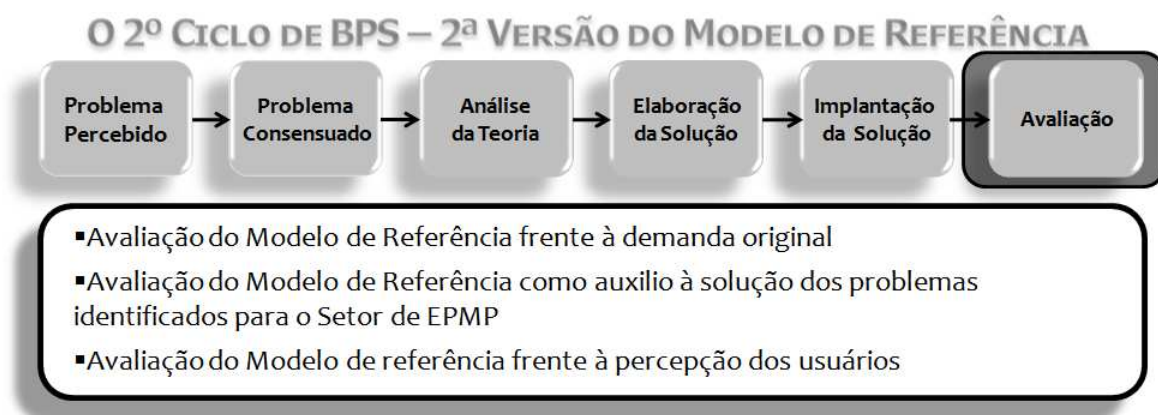 O 2º CICLO DE BPS – 2ª VERSÃO DO MODELO DE REFERÊNCIA
Problema
Percebido
Problema
Consensuado
Análise
da Teoria
Elaboração
da Solução
Implantação
da Solução
Avaliação
▪Avaliação do Modelo de Referência frente à demanda original
▪Avaliação do Modelo de Referência como auxilio à solução dos problemas
identificados para o Setor de EPMP
▪Avaliação do Modelo de referência frente à percepção dos usuários